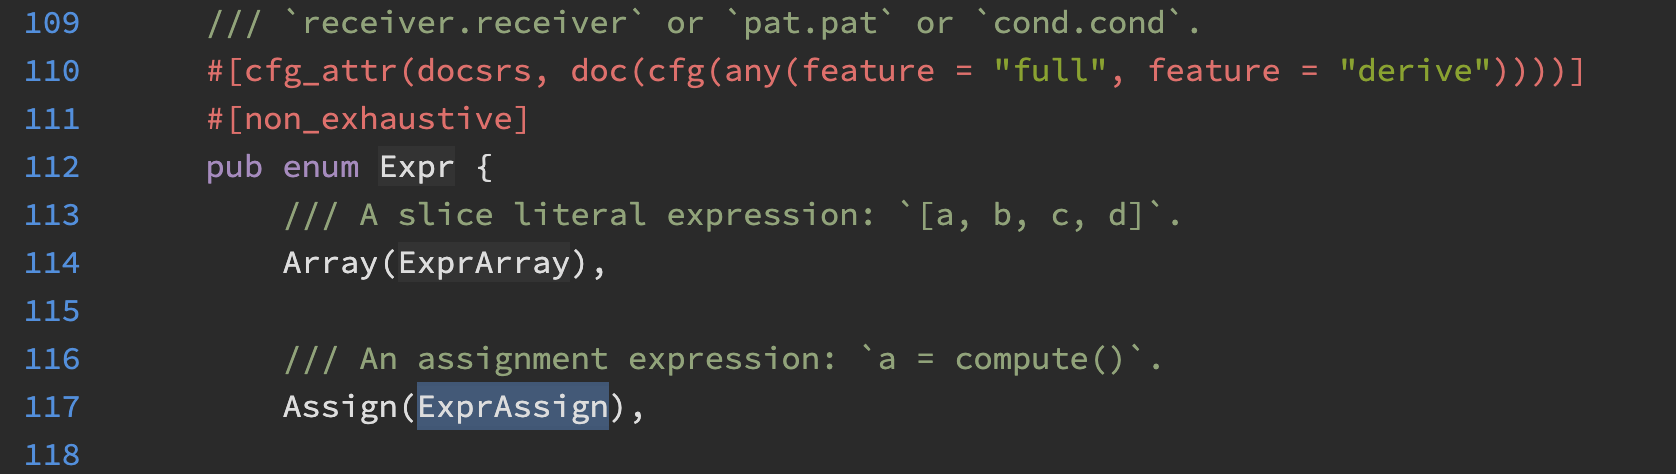 109 /// `receiver.receiver` or `pat.pat` or `cond.cond`.
110 #[cfg_attr(docsrs, doc(cfg(any(feature = "full", feature = "derive"))))]
111 #[non_exhaustive]
112 pub enum Expr {
113 /// A slice literal expression: `[a, b, c, d]`.
114 Array(ExprArray),
115
116 /// An assignment expression: `a = compute()`.
117 Assign(ExprAssign),
118